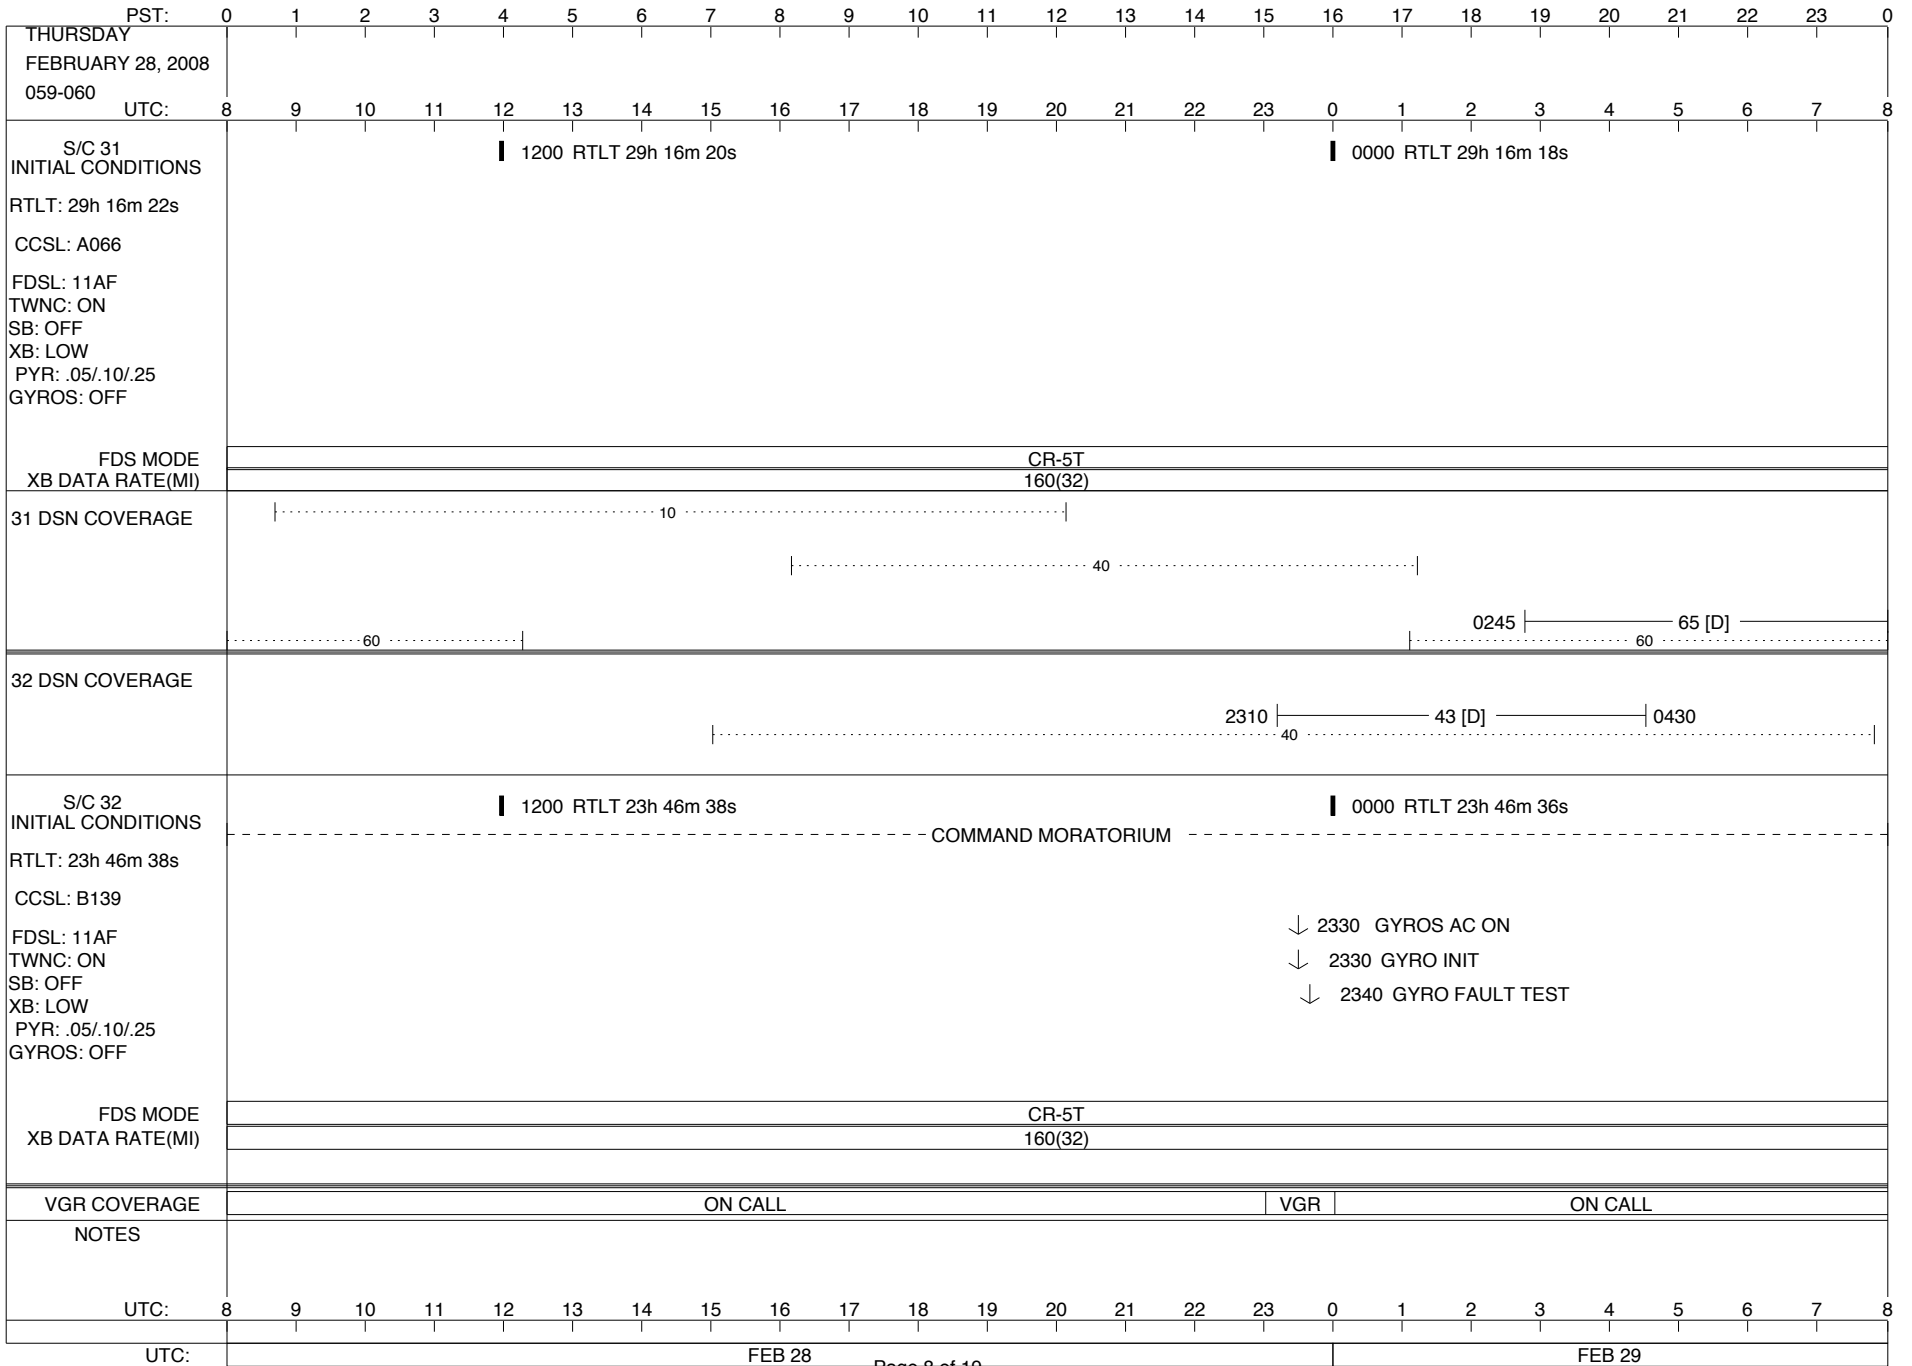 PST: 0 1 2 3 4 5 6 7 8 9 10 11 12 13 14 15 16 17 18 19 20 21 22 23 0
THURSDAY
FEBRUARY 28, 2008
059-060
UTC: 8 9 10 11 12 13 14 15 16 17 18 19 20 21 22 23 0 1 2 3 4 5 6 7 8
S/C 31
INITIAL CONDITIONS
1200 RTLT 29h 16m 20s
0000 RTLT 29h 16m 18s
RTLT: 29h 16m 22s
CCSL: A066
FDSL: 11AF
TWNC: ON
SB: OFF
XB: LOW
PYR: .05/.10/.25
GYROS: OFF
FDS MODE CR-5T
XB DATA RATE(MI) 160(32)
31 DSN COVERAGE
10
40
0245 65 [D]
60 60
32 DSN COVERAGE
2310 43 [D] 0430
40
S/C 32
INITIAL CONDITIONS
1200 RTLT 23h 46m 38s
0000 RTLT 23h 46m 36s
COMMAND MORATORIUM
RTLT: 23h 46m 38s
CCSL: B139
FDSL: 11AF
TWNC: ON
SB: OFF
XB: LOW
PYR: .05/.10/.25
GYROS: OFF
2330 GYROS AC ON
2330 GYRO INIT
2340 GYRO FAULT TEST
FDS MODE CR-5T
XB DATA RATE(MI) 160(32)
VGR COVERAGE ON CALL VGR ON CALL
NOTES
UTC: 8 9 10 11 12 13 14 15 16 17 18 19 20 21 22 23 0 1 2 3 4 5 6 7 8
UTC: FEB 28 FEB 29
Page 8 of 19